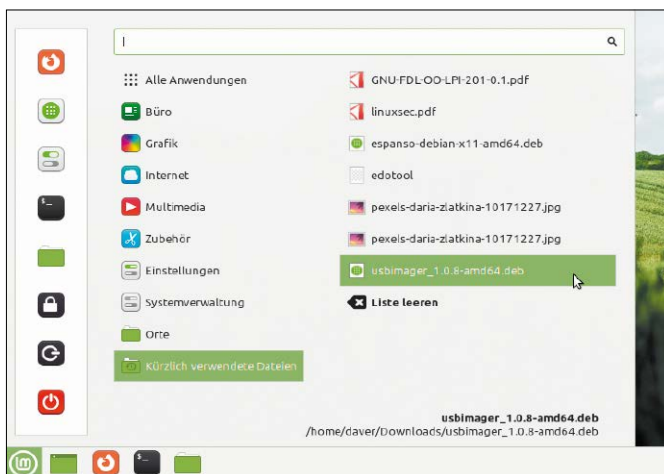 Alle Anwendungen
Büro
Grafik
Internet
Multimedia
Zubehör
Einstellungen
Systemverwaltung
Orte
Kürzlich verwendete Dateien
GNU-FDL-OO-LPI-201-0.1.pdf
linuxsec.pdf
espanso-debian-x11-amd64.deb
edotool
pexels-daria-zlatkina-10171227.jpg
pexels-daria-zlatkina-10171227.jpg
usbimager_1.0.8-amd64.deb
Liste leeren
usbimager_1.0.8-amd64.deb
/home/daver/Downloads/usbimager_1.0.8-amd64.deb